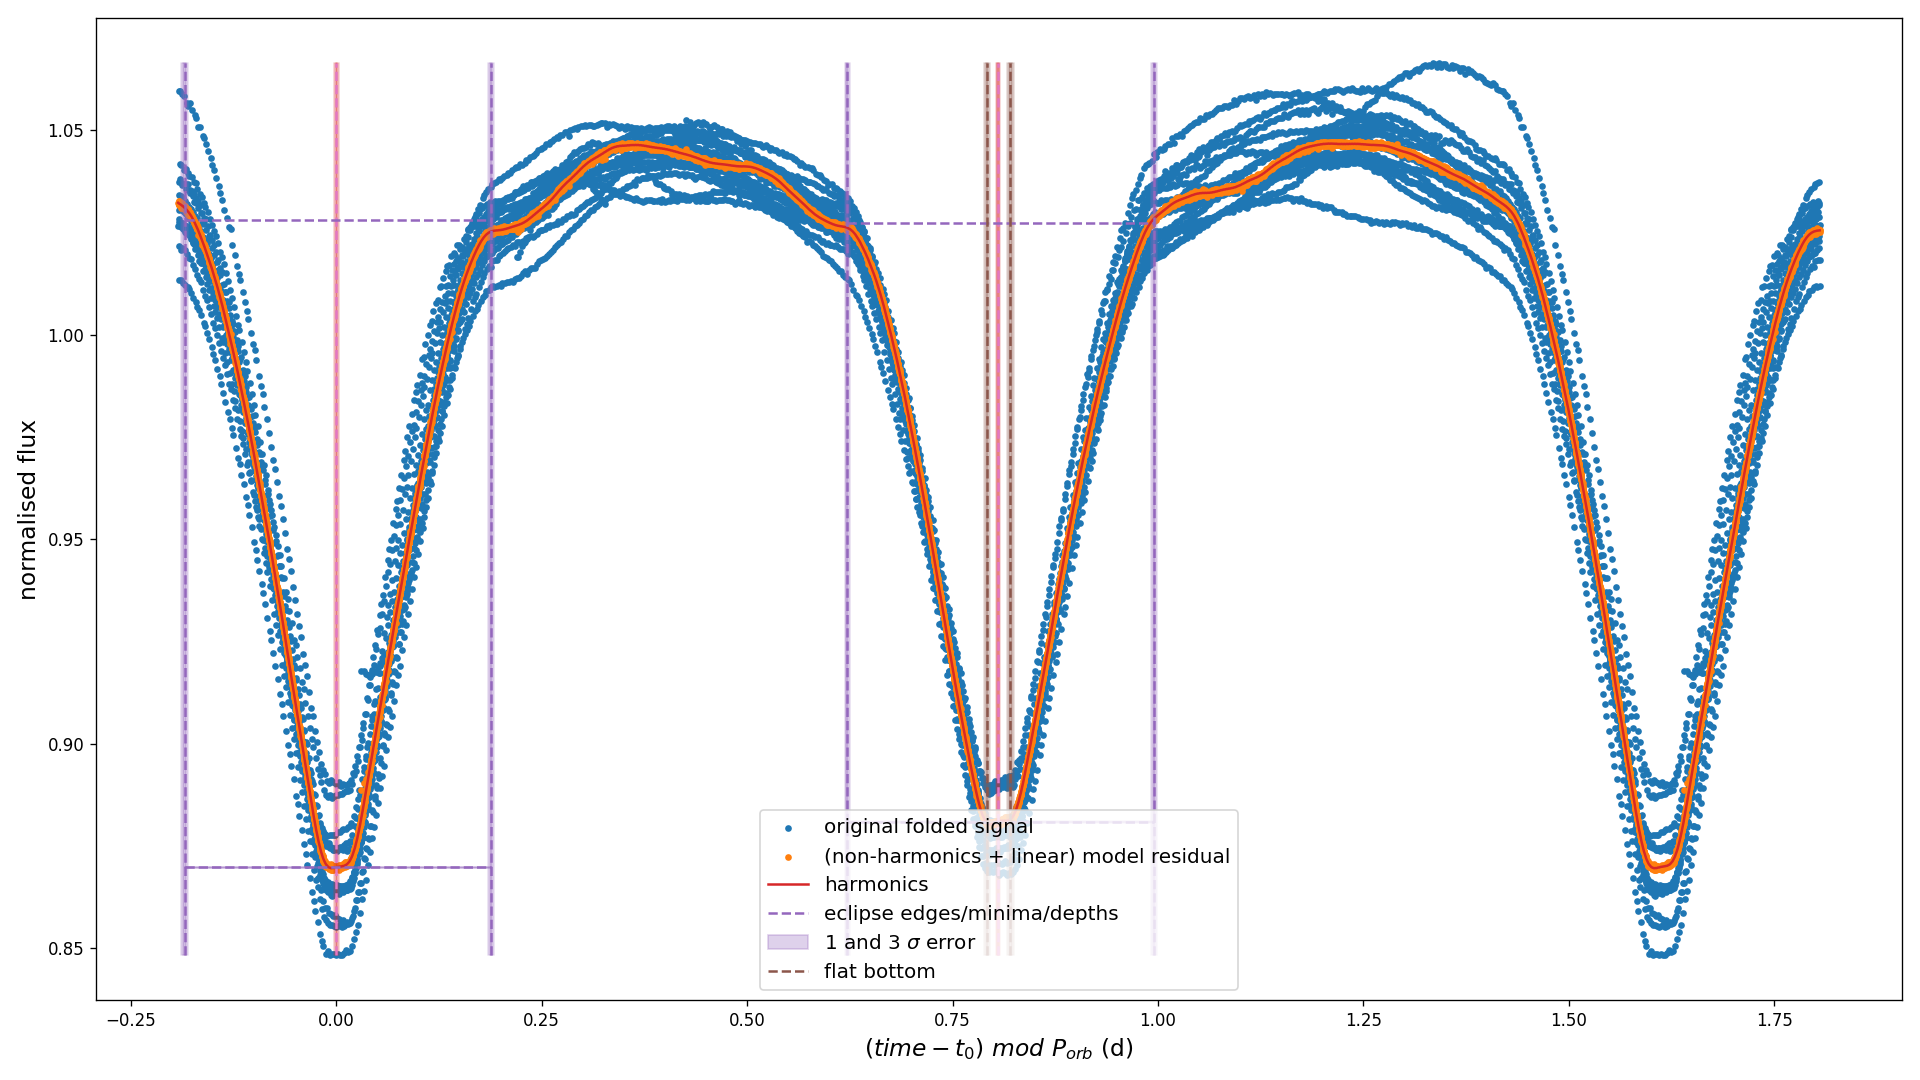 normalised flux
1.05
1.00
0.95
0.90
0.85
original folded signal
(non-harmonics + linear) model residual
harmonics
eclipse edges/minima/depths
1 and 3 σ error
flat bottom
−0.25 0.00 0.25 0.50 0.75 1.00 1.25 1.50 1.75
(time − t₀) mod P_orb (d)